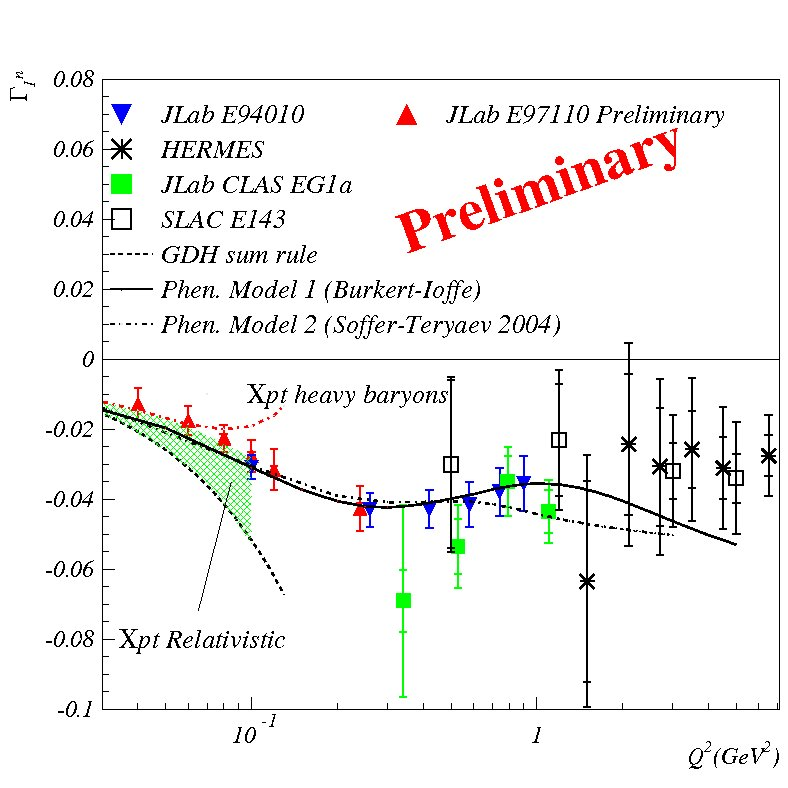 Γ₁ⁿ
0.08
JLab E94010
JLab E97110 Preliminary
HERMES
JLab CLAS EG1a
SLAC E143
GDH sum rule
Phen. Model 1 (Burkert-Ioffe)
Phen. Model 2 (Soffer-Teryaev 2004)
Preliminary
0.06
0.04
0.02
0
-0.02
-0.04
-0.06
-0.08
-0.1
Xpt heavy baryons
Xpt Relativistic
10⁻¹
1
Q²(GeV²)